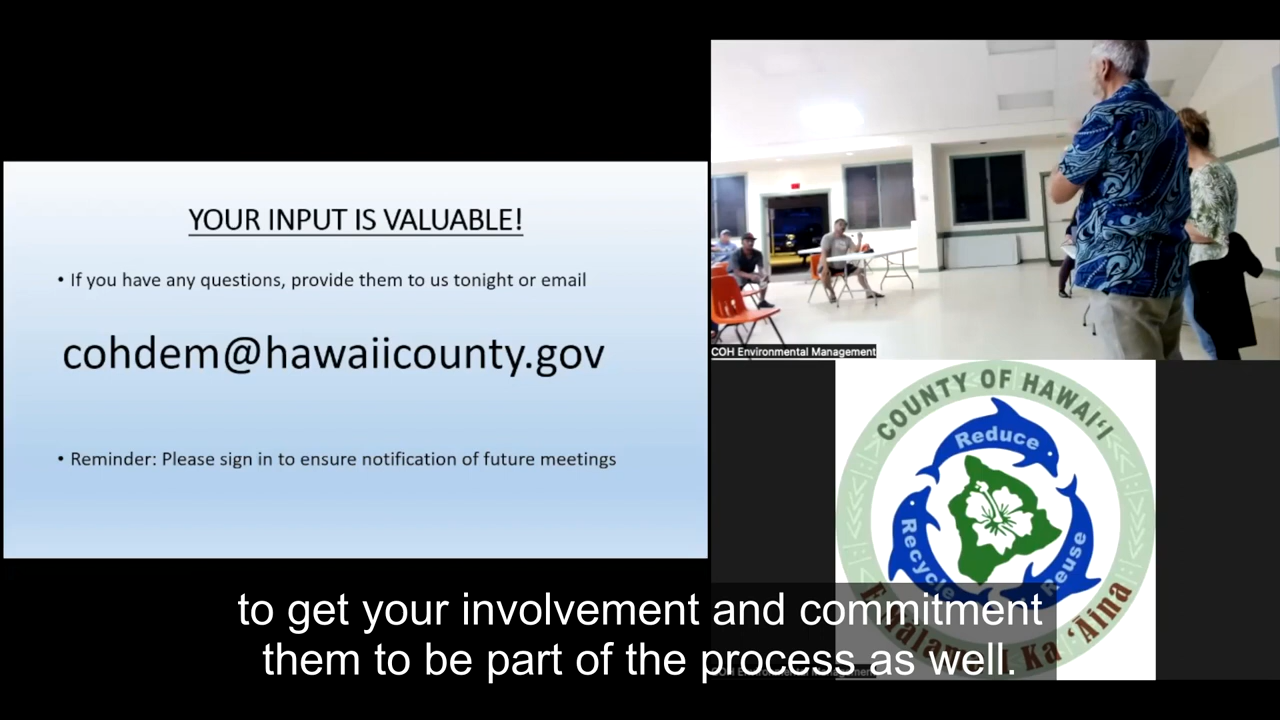 YOUR INPUT IS VALUABLE!
• If you have any questions, provide them to us tonight or email
cohdem@hawaiicounty.gov
• Reminder: Please sign in to ensure notification of future meetings
COH Environmental Management
COUNTY OF HAWAI‘I
Reduce
Reuse
Recycle
Ka ‘Āina
to get your involvement and commitment
them to be part of the process as well.